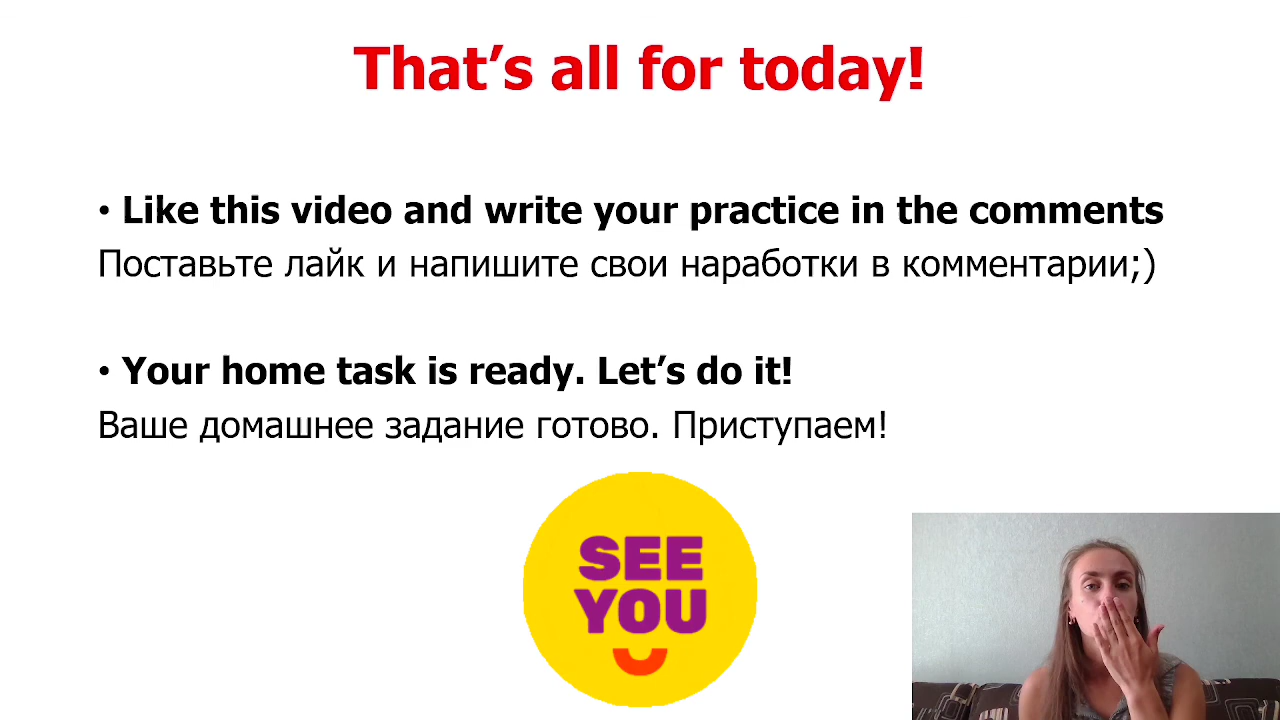 That’s all for today!
• Like this video and write your practice in the comments
Поставьте лайк и напишите свои наработки в комментарии;)
• Your home task is ready. Let’s do it!
Ваше домашнее задание готово. Приступаем!
SEE
YOU